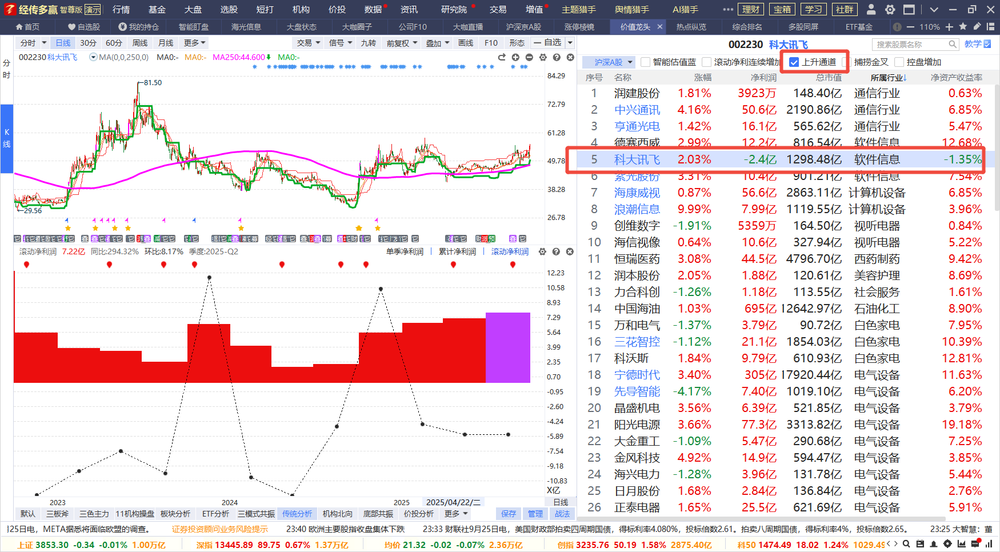 经传多赢 智尊版 演示 行情 基金 大盘 选股 短打 机构 价投 数据 资讯 研究院 交易 增值 主题猎手 舆情猎手 AI猎手 理财 宝箱 学习 社群
首页 自选股 我的持仓 智能盯盘 海光信息 大盘状态 大咖圈子 公司F10 大咖直播 沪深京A股 涨停棱镜 价值龙头 热点纵览 综合排名 多股同屏 ETF基金 110%
分时 日线 30分 60分 周线 月线 更多 交易 信号 九转 前复权 叠加 画线 F10 形态 自选
002230 科大讯飞 搜索股票名称 教学
分时
K线
002230 科大讯飞 MA(0,0,250,0) MA0:- MA0:- MA250:44.600 MA0:-
沪深A股 智能估值蓝 滚动净利连续增加 上升通道 捕捞金叉 控盘增加
84.29
81.50
72.79
61.28
49.78
38.28
29.56
26.78
序号 名称 涨幅 净利润 总市值 所属行业↓ 净资产收益率
1 润建股份 1.81% 3923万 148.40亿 通信行业 0.63%
2 中兴通讯 4.16% 50.6亿 2190.86亿 通信行业 6.85%
3 亨通光电 1.42% 16.1亿 565.62亿 通信行业 5.47%
4 德赛西威 2.99% 12.2亿 816.54亿 软件信息 12.68%
5 科大讯飞 2.03% -2.4亿 1298.48亿 软件信息 -1.35%
6 紫光股份 3.31% 10.4亿 901.21亿 软件信息 7.54%
7 海康威视 0.87% 56.6亿 2863.11亿 计算机设备 6.85%
8 浪潮信息 9.99% 7.99亿 1119.55亿 计算机设备 3.96%
9 创维数字 -1.91% 5359万 164.50亿 视听电器 0.84%
10 海信视像 0.64% 10.6亿 327.94亿 视听电器 5.22%
11 恒瑞医药 3.08% 44.5亿 4796.70亿 西药制药 9.42%
12 润本股份 2.05% 1.88亿 120.61亿 美容护理 8.69%
13 力合科创 -1.26% 1.18亿 113.55亿 社会服务 1.61%
14 中国海油 1.03% 695亿 12642.97亿 石油化工 8.90%
15 万和电气 -1.37% 3.79亿 90.72亿 白色家电 7.95%
16 三花智控 -1.12% 21.1亿 1854.03亿 白色家电 10.39%
17 科沃斯 1.84% 9.79亿 610.93亿 白色家电 12.81%
18 宁德时代 3.40% 305亿 17920.44亿 电气设备 11.63%
19 先导智能 -4.17% 7.40亿 1019.10亿 电气设备 6.20%
20 晶盛机电 3.56% 6.39亿 521.85亿 电气设备 3.79%
21 阳光电源 3.66% 77.3亿 3313.82亿 电气设备 19.18%
22 大金重工 -1.09% 5.47亿 290.68亿 电气设备 7.25%
23 金风科技 4.92% 14.9亿 594.47亿 电气设备 3.85%
24 海兴电力 -1.28% 3.96亿 131.78亿 电气设备 5.44%
25 日月股份 1.68% 2.84亿 136.84亿 电气设备 2.76%
26 正泰电器 1.65% 25.5亿 621.69亿 电气设备 5.91%
滚动净利润 7.22亿 同比:294.32% 环比:8.17% 季度:2025-Q2 单季净利润 累计净利润 滚动净利润
12.23
10.58
8.93
7.29
5.64
3.99
2.35
0.70
-0.95
-2.60
-4.24
-5.89
-7.54
-9.18
-10.83
X亿
2023 2024 2025 2025/04/22/二 日线
默认 三板斧 三色主力 11机构操盘 板块分析 ETF分析 三模式共振 传统分析 机构北向 底部共振 价投分析 更多 保存 管理 战法
月25日电，META据悉将面临欧盟的调查。 证券投资顾问业务风险提示 23:40 欧洲主要股指收盘集体下跌 23:33 财联社9月25日电，美国财政部拍卖四周期国债，得标利率4.080%，投标倍数2.61。拍卖八周期国债，得标利率4%，投标倍数2.65。 23:25 大智慧：董
上证 3853.30 -0.34 -0.01% 1.00万亿 深指 13445.89 89.75 0.67% 1.37万亿 均价 21.32 -0.02 -0.07% 2.36万亿 创指 3235.76 50.19 1.58% 2875.40亿 科50 1474.49 18.02 1.24% 1029.49